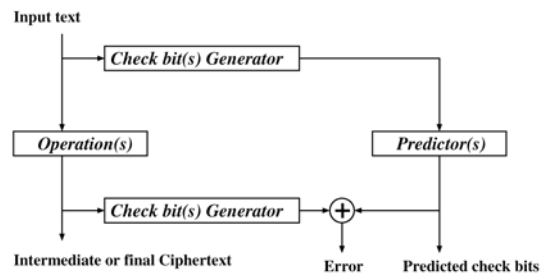 Input text
Check bit(s) Generator
Operation(s)
Predictor(s)
Check bit(s) Generator
+
Intermediate or final Ciphertext
Error
Predicted check bits